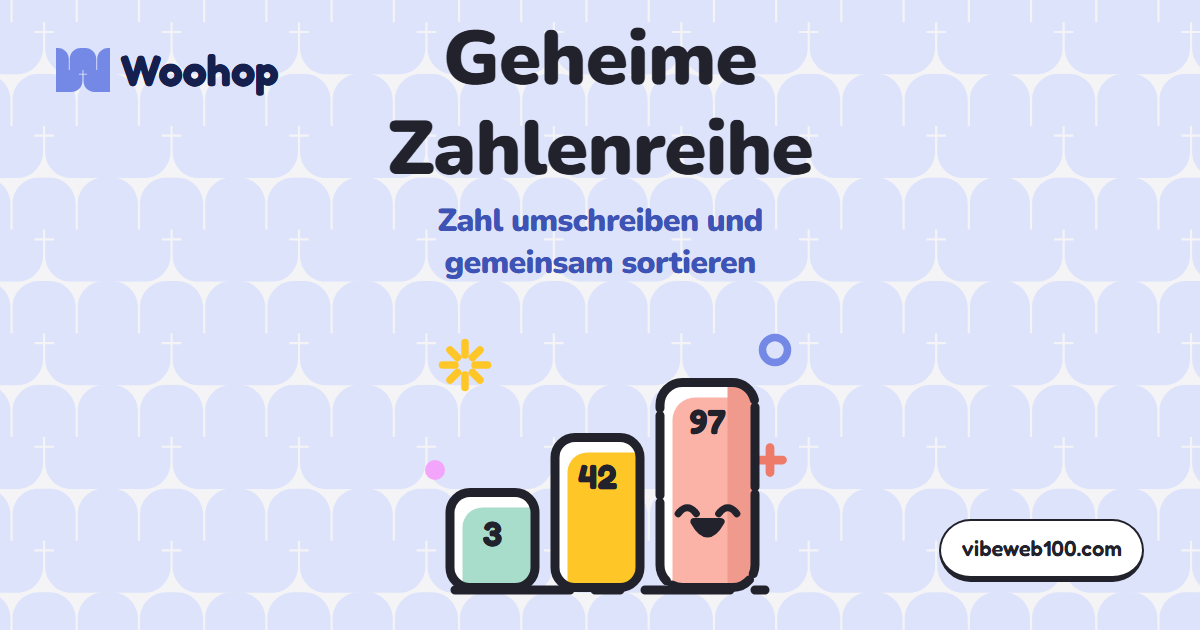 Woohop
Geheime
Zahlenreihe
Zahl umschreiben und
gemeinsam sortieren
97
42
3
vibeweb100.com